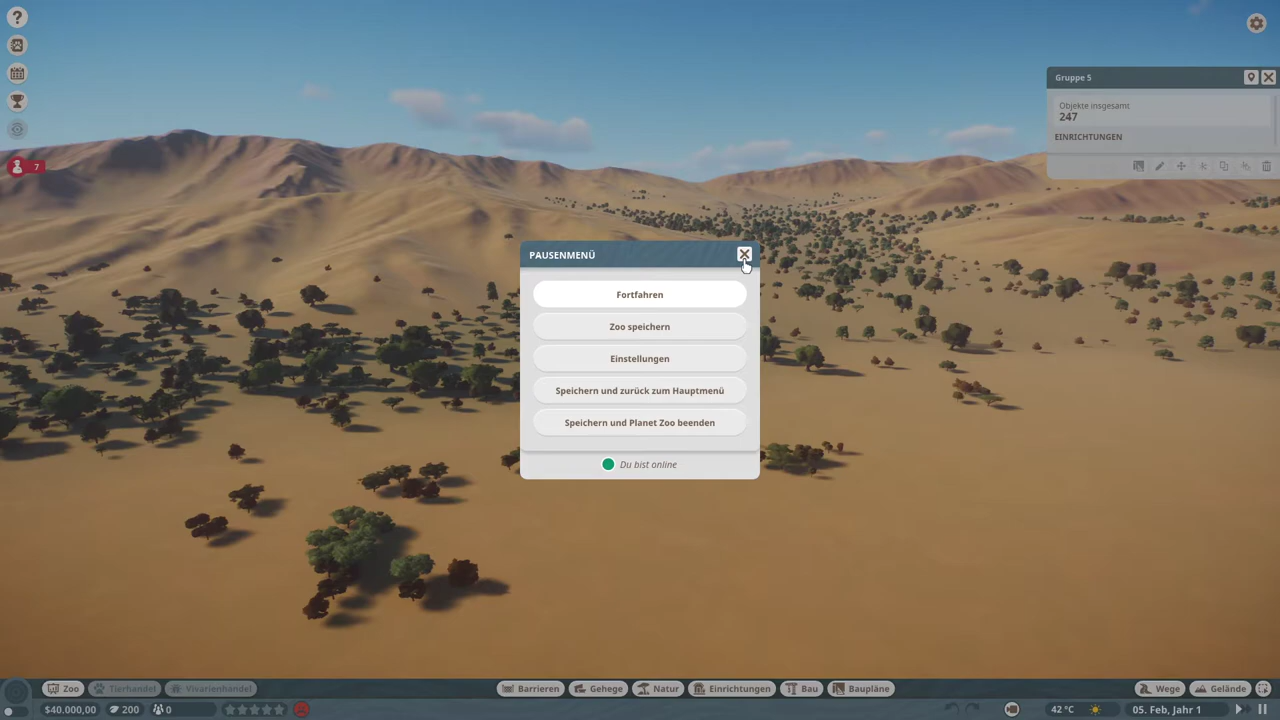 ?
7
Gruppe 5
Objekte insgesamt
247
EINRICHTUNGEN
PAUSENMENÜ
Fortfahren
Zoo speichern
Einstellungen
Speichern und zurück zum Hauptmenü
Speichern und Planet Zoo beenden
Du bist online
Zoo
Tierhandel
Vivarienhandel
Barrieren
Gehege
Natur
Einrichtungen
Bau
Baupläne
Wege
Gelände
$40.000,00
200
0
42 °C
05. Feb, Jahr 1